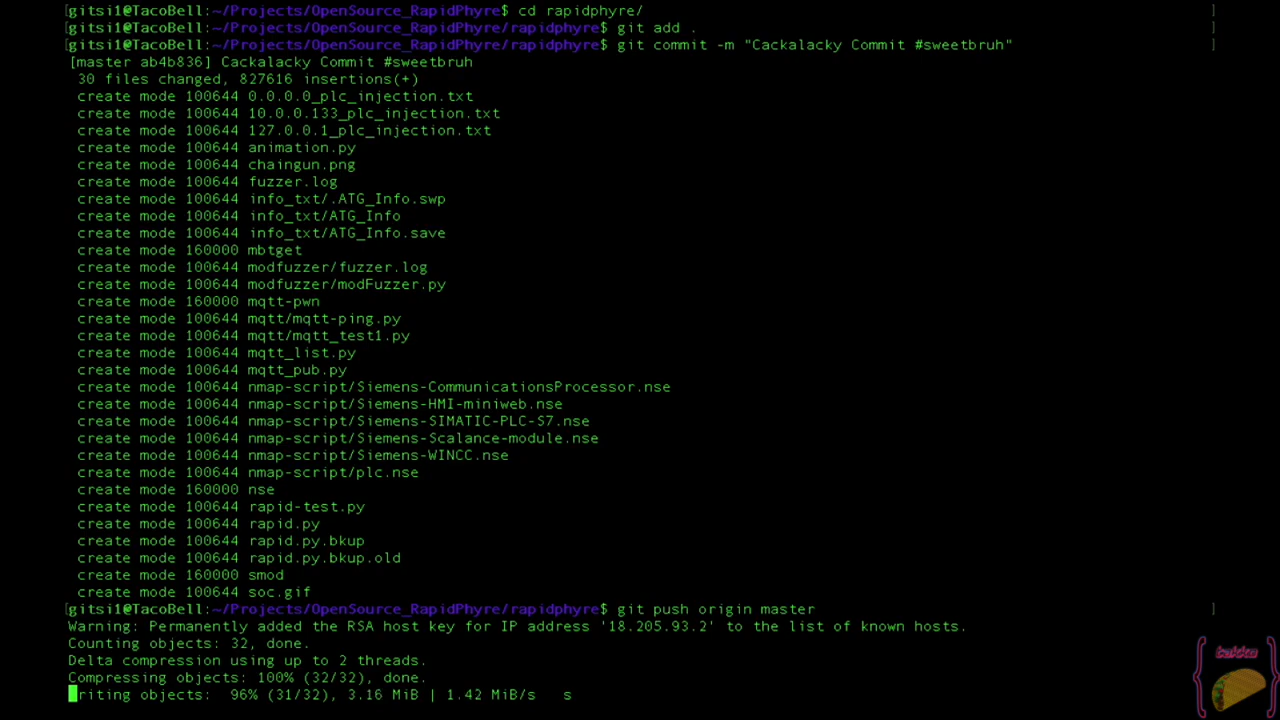 [gitsi1@TacoBell:~/Projects/OpenSource_RapidPhyre$ cd rapidphyre/ ]
[gitsi1@TacoBell:~/Projects/OpenSource_RapidPhyre/rapidphyre$ git add . ]
[gitsi1@TacoBell:~/Projects/OpenSource_RapidPhyre/rapidphyre$ git commit -m "Cackalacky Commit #sweetbruh" ]
[master ab4b836] Cackalacky Commit #sweetbruh
30 files changed, 827616 insertions(+)
create mode 100644 0.0.0.0_plc_injection.txt
create mode 100644 10.0.0.133_plc_injection.txt
create mode 100644 127.0.0.1_plc_injection.txt
create mode 100644 animation.py
create mode 100644 chaingun.png
create mode 100644 fuzzer.log
create mode 100644 info_txt/.ATG_Info.swp
create mode 100644 info_txt/ATG_Info
create mode 100644 info_txt/ATG_Info.save
create mode 160000 mbtget
create mode 100644 modfuzzer/fuzzer.log
create mode 100644 modfuzzer/modFuzzer.py
create mode 160000 mqtt-pwn
create mode 100644 mqtt/mqtt-ping.py
create mode 100644 mqtt/mqtt_test1.py
create mode 100644 mqtt_list.py
create mode 100644 mqtt_pub.py
create mode 100644 nmap-script/Siemens-CommunicationsProcessor.nse
create mode 100644 nmap-script/Siemens-HMI-miniweb.nse
create mode 100644 nmap-script/Siemens-SIMATIC-PLC-S7.nse
create mode 100644 nmap-script/Siemens-Scalance-module.nse
create mode 100644 nmap-script/Siemens-WINCC.nse
create mode 100644 nmap-script/plc.nse
create mode 160000 nse
create mode 100644 rapid-test.py
create mode 100644 rapid.py
create mode 100644 rapid.py.bkup
create mode 100644 rapid.py.bkup.old
create mode 160000 smod
create mode 100644 soc.gif
[gitsi1@TacoBell:~/Projects/OpenSource_RapidPhyre/rapidphyre$ git push origin master ]
Warning: Permanently added the RSA host key for IP address '18.205.93.2' to the list of known hosts.
Counting objects: 32, done.
Delta compression using up to 2 threads.
Compressing objects: 100% (32/32), done.
riting objects: 96% (31/32), 3.16 MiB | 1.42 MiB/s s